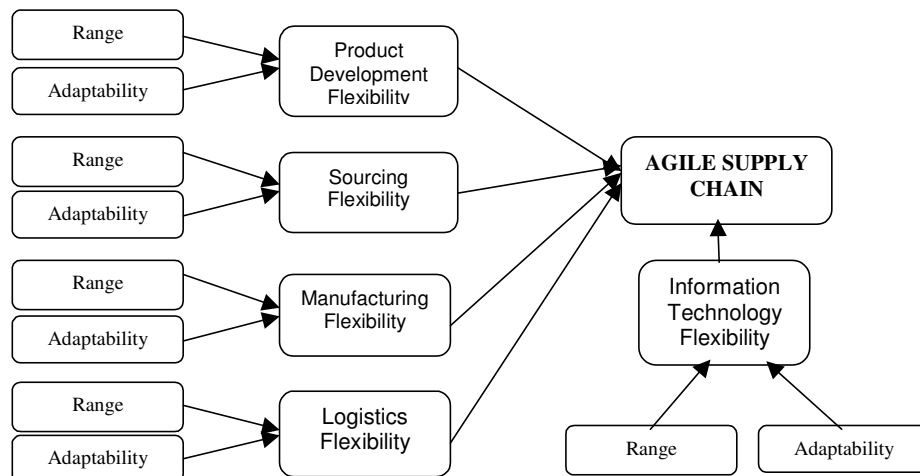 Range
Adaptability
Product
Development
Flexibility
Range
Adaptability
Sourcing
Flexibility
AGILE SUPPLY
CHAIN
Range
Adaptability
Manufacturing
Flexibility
Information
Technology
Flexibility
Range
Adaptability
Logistics
Flexibility
Range
Adaptability